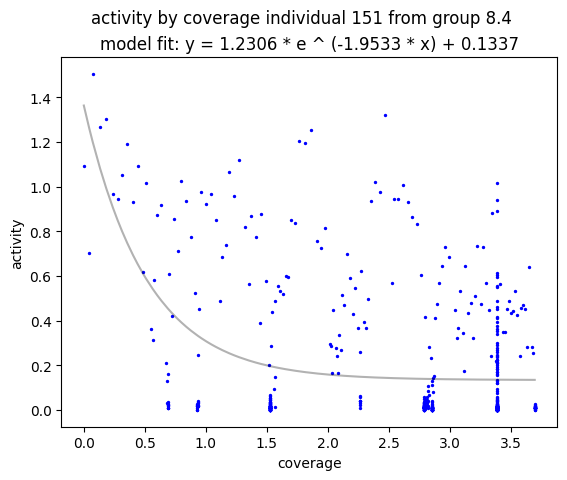 activity by coverage individual 151 from group 8.4
model fit: y = 1.2306 * e ^ (-1.9533 * x) + 0.1337
activity
1.4
1.2
1.0
0.8
0.6
0.4
0.2
0.0
0.0 0.5 1.0 1.5 2.0 2.5 3.0 3.5
coverage